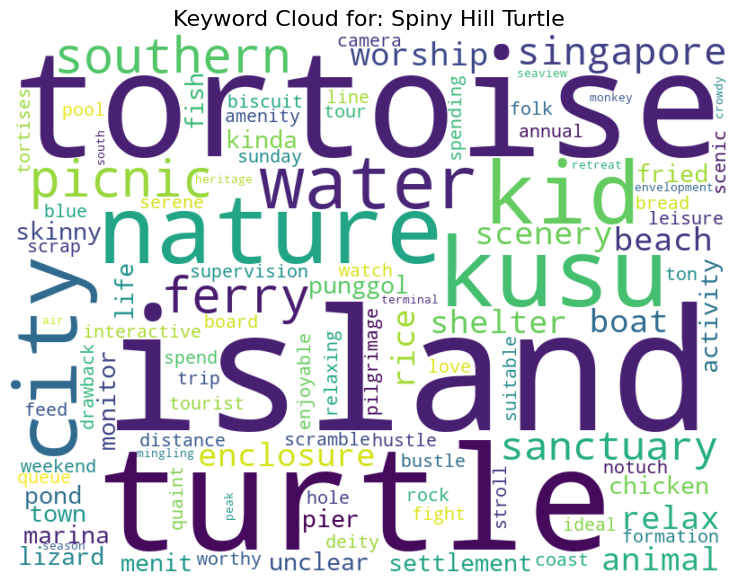 Keyword Cloud for: Spiny Hill Turtle
southern
camera
worship
singapore
tortoise
tortises
pool
south
fish
biscuit
amenity
line
tour
seaview
spending
folk
monkey
annual
crowdy
scenic
kinda
sunday
picnic
water
retreat
kid
fried
envelopment
bread
heritage
serene
nature
blue
leisure
skinny
scrap
scenery
beach
kusu
city
life
supervision
watch
punggol
ton
ferry
terminal
air
interactive
board
island
rice
shelter
boat
activity
drawback
monitor
spend
trip
tourist
enjoyable
relaxing
pilgrimage
love
suitable
feed
distance
scramble
hustle
mingling
enclosure
bustle
sanctuary
weekend
queue
quaint
turtle
notuch
chicken
pond
town
peak
hole
pier
rock
fight
stroll
ideal
relax
formation
marina
season
lizard
menit
worthy
deity
unclear
settlement
coast
animal